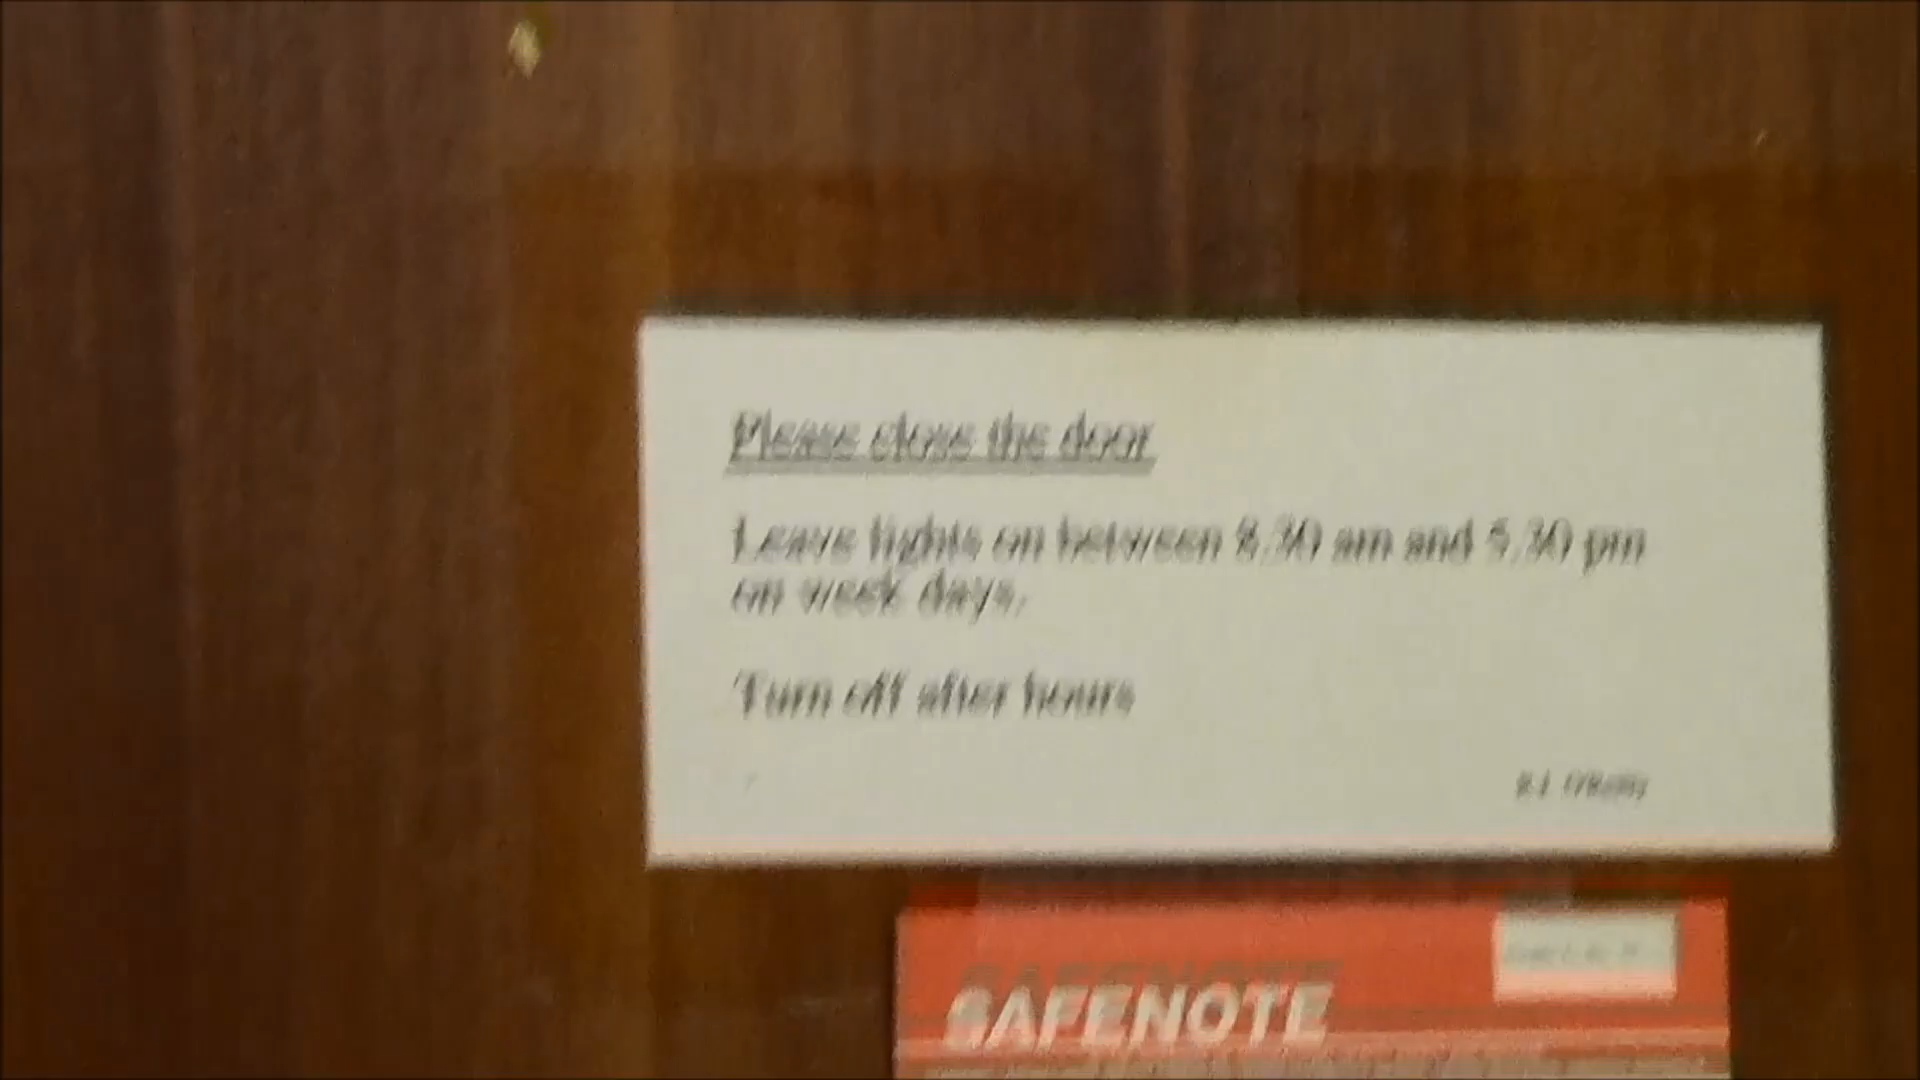 Please close the door
Leave lights on between 8.30 am and 5.30 pm
on week days.
Turn off after hours
SAFENOTE